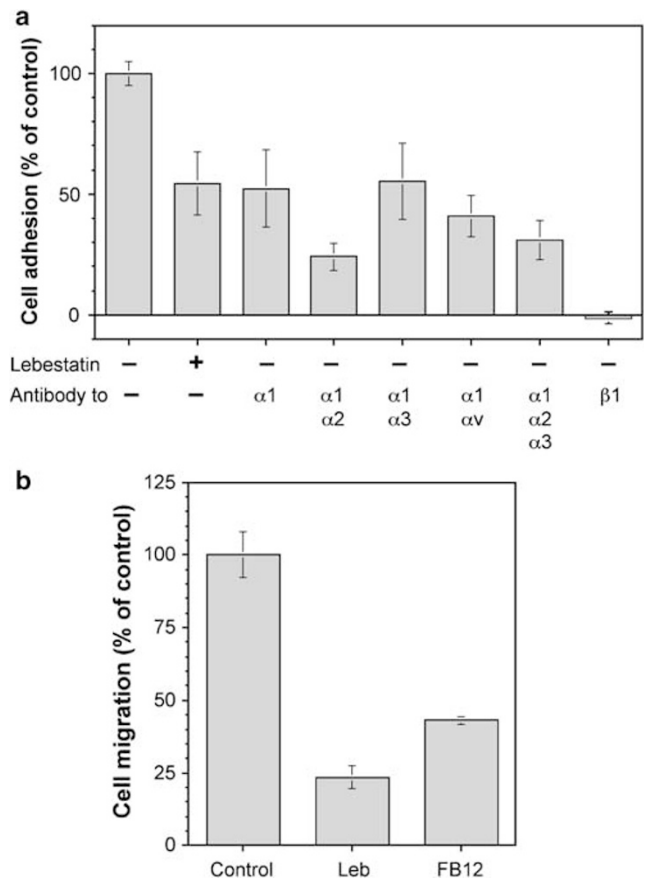 a
Cell adhesion (% of control)
100
50
0
Lebestatin − + − − − − − −
Antibody to − − α1 α1 α1 α1 α1 β1
α2 α3 αv α2
α3
b
Cell migration (% of control)
125
100
75
50
25
0
Control Leb FB12